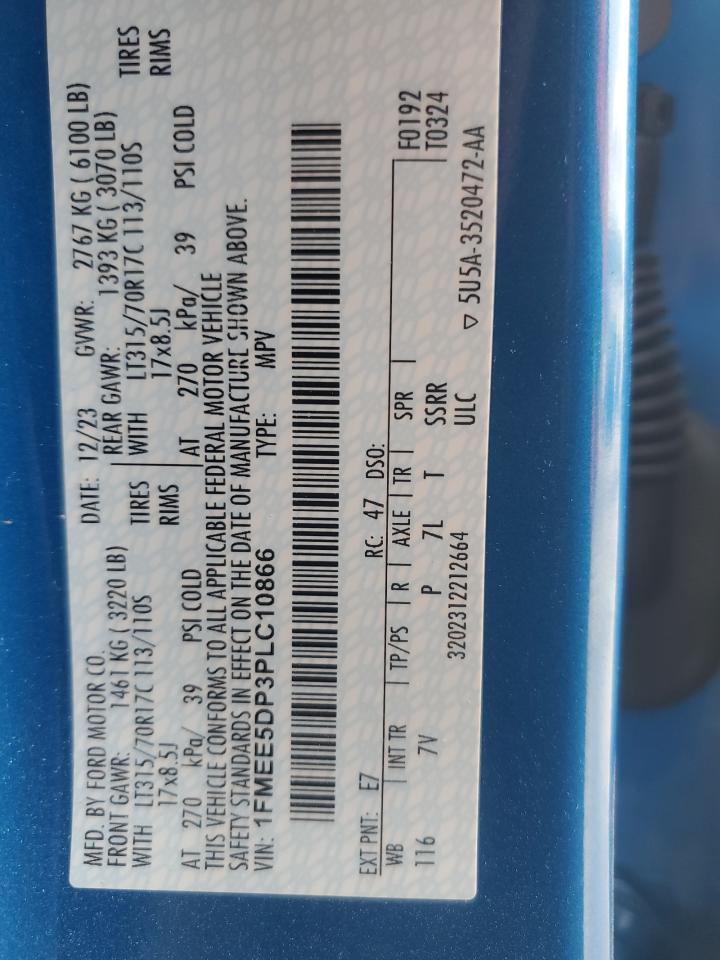 MFD. BY FORD MOTOR CO. DATE: 12/23 GVWR: 2767 KG ( 6100 LB)
FRONT GAWR: 1461 KG ( 3220 LB) REAR GAWR: 1393 KG ( 3070 LB)
WITH LT315/70R17C 113/110S TIRES WITH LT315/70R17C 113/110S TIRES
17x8.5J RIMS 17x8.5J RIMS
AT 270 kPa/ 39 PSI COLD AT 270 kPa/ 39 PSI COLD
THIS VEHICLE CONFORMS TO ALL APPLICABLE FEDERAL MOTOR VEHICLE
SAFETY STANDARDS IN EFFECT ON THE DATE OF MANUFACTURE SHOWN ABOVE.
VIN: 1FMEE5DP3PLC10866 TYPE: MPV
EXT PNT: E7 RC: 47 DSO: F0192
WB INT TR TP/PS R AXLE TR SPR T0324
116 7V P 7L T SSRR
3202312212664 ULC ▽ 5U5A-3520472-AA